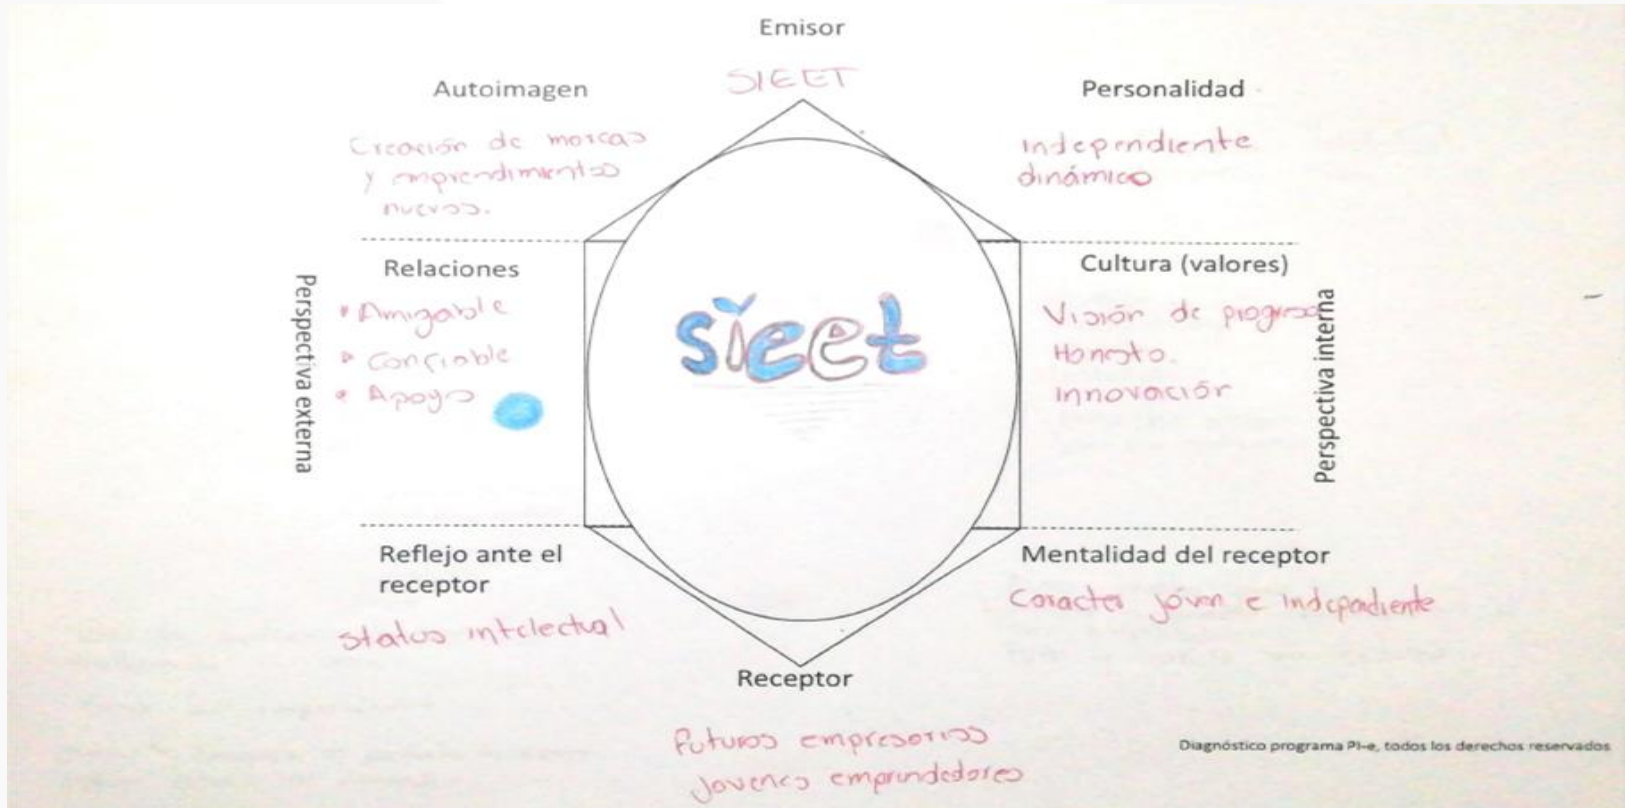 Emisor
SIEET
Autoimagen
Creación de marcas
y emprendimientos
nuevos.
Personalidad
Independiente
dinámico
Relaciones
Amigable
Confiable
Apoyo
Perspectiva externa
sieet
Cultura (valores)
Visión de progreso
Honesto.
innovación
Perspectiva interna
Reflejo ante el
receptor
status intelectual
Mentalidad del receptor
Caracter jóven e independiente
Receptor
Futuros empresarios
Jovenes emprendedores
Diagnóstico programa PI-e, todos los derechos reservados